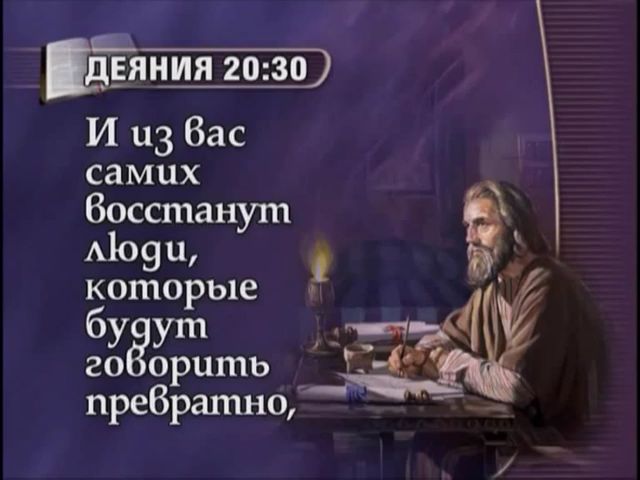 ДЕЯНИЯ 20:30
И из вас
самих
восстанут
люди,
которые
будут
говорить
превратно,